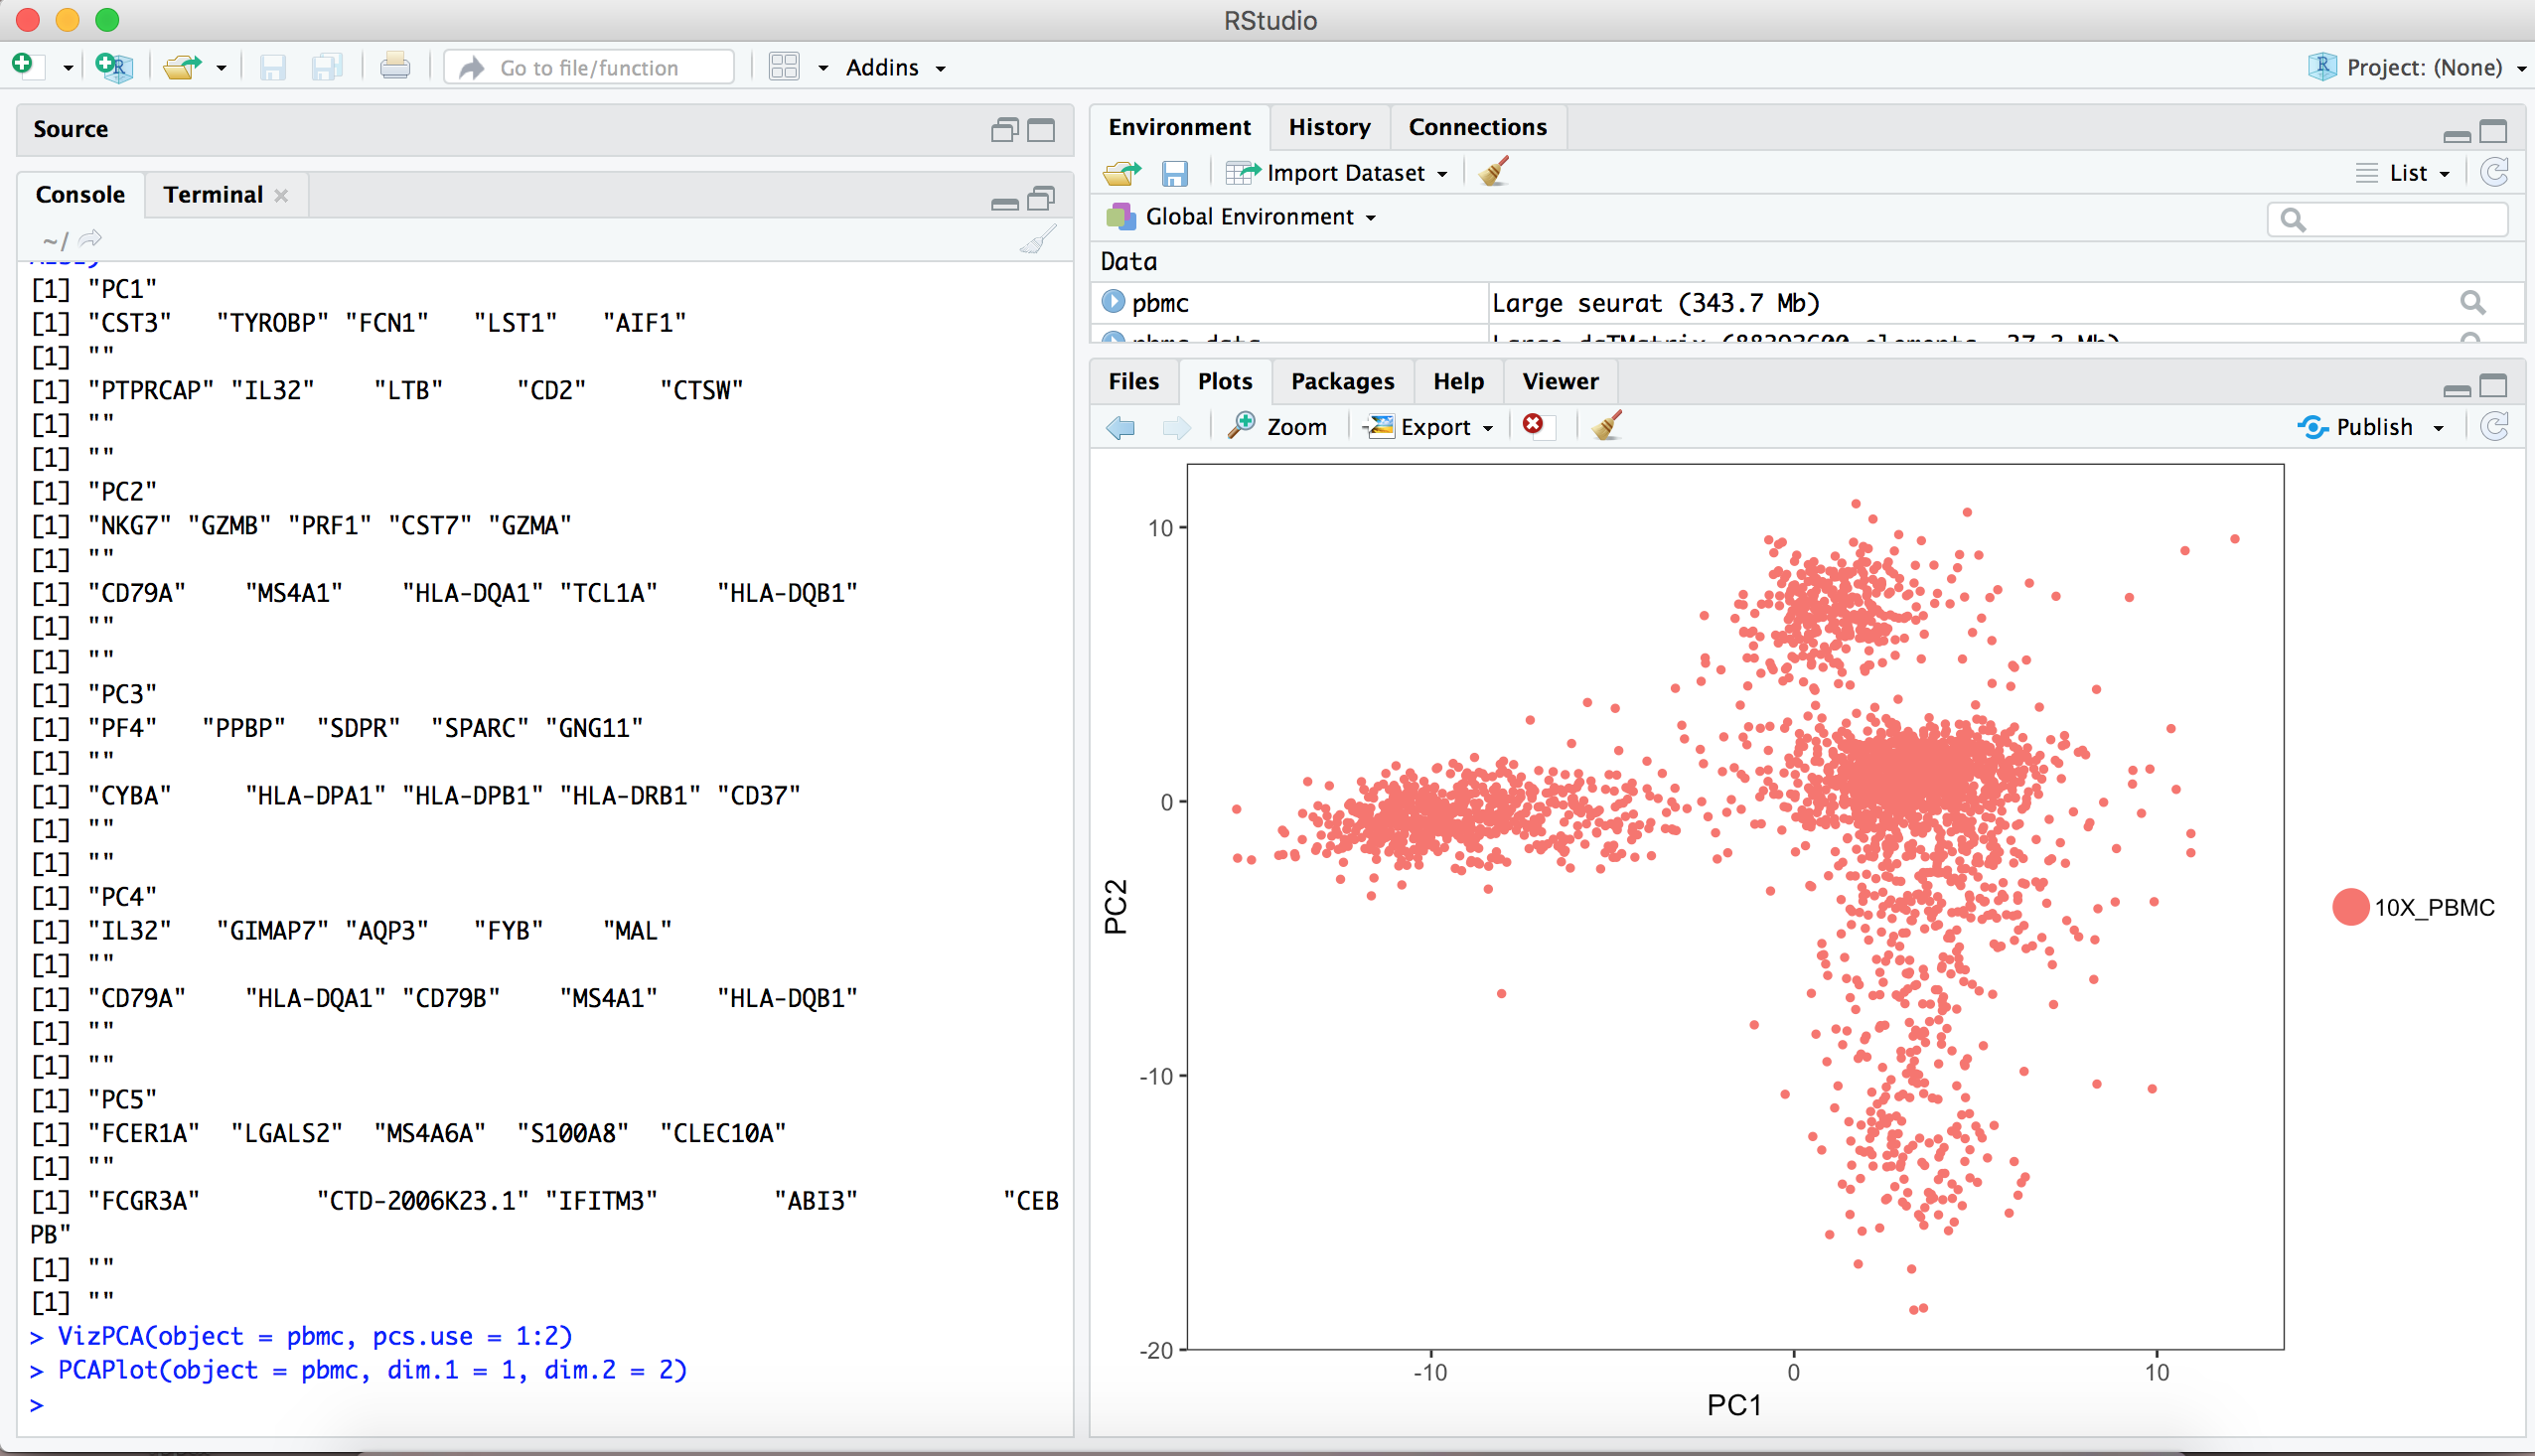 RStudio
Go to file/function
Addins
Project: (None)
Source
Console Terminal
~/
[1] "PC1"
[1] "CST3" "TYROBP" "FCN1" "LST1" "AIF1"
[1] ""
[1] "PTPRCAP" "IL32" "LTB" "CD2" "CTSW"
[1] ""
[1] ""
[1] "PC2"
[1] "NKG7" "GZMB" "PRF1" "CST7" "GZMA"
[1] ""
[1] "CD79A" "MS4A1" "HLA-DQA1" "TCL1A" "HLA-DQB1"
[1] ""
[1] ""
[1] "PC3"
[1] "PF4" "PPBP" "SDPR" "SPARC" "GNG11"
[1] ""
[1] "CYBA" "HLA-DPA1" "HLA-DPB1" "HLA-DRB1" "CD37"
[1] ""
[1] ""
[1] "PC4"
[1] "IL32" "GIMAP7" "AQP3" "FYB" "MAL"
[1] ""
[1] "CD79A" "HLA-DQA1" "CD79B" "MS4A1" "HLA-DQB1"
[1] ""
[1] ""
[1] "PC5"
[1] "FCER1A" "LGALS2" "MS4A6A" "S100A8" "CLEC10A"
[1] ""
[1] "FCGR3A" "CTD-2006K23.1" "IFITM3" "ABI3" "CEB
PB"
[1] ""
[1] ""
> VizPCA(object = pbmc, pcs.use = 1:2)
> PCAPlot(object = pbmc, dim.1 = 1, dim.2 = 2)
>
Environment History Connections
Import Dataset
List
Global Environment
Data
pbmc Large seurat (343.7 Mb)
Files Plots Packages Help Viewer
Zoom Export Publish
10
0
-10
-20
PC2
-10 0 10
PC1
10X_PBMC